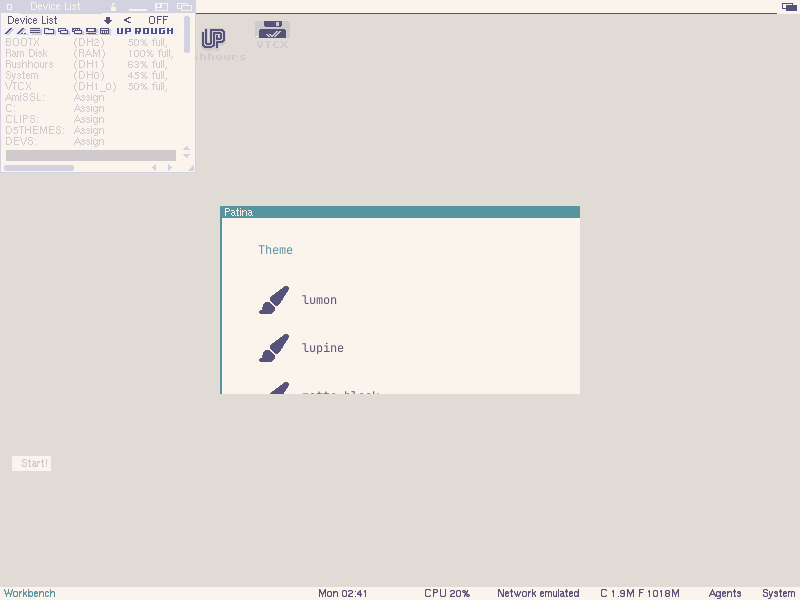 Device List
Device List < OFF
UP ROUGH
BOOTX (DH2) 50% full,
Ram Disk (RAM) 100% full,
Rushhours (DH1) 63% full,
System (DH0) 45% full,
VTCX (DH1_0) 50% full,
AmiSSL: Assign
C: Assign
CLIPS: Assign
D5THEMES: Assign
DEVS: Assign
UP
hhours
VTCX
Patina
Theme
lumon
lupine
Start!
Workbench
Mon 02:41
CPU 20%
Network emulated
C 1.9M F 1018M
Agents
System